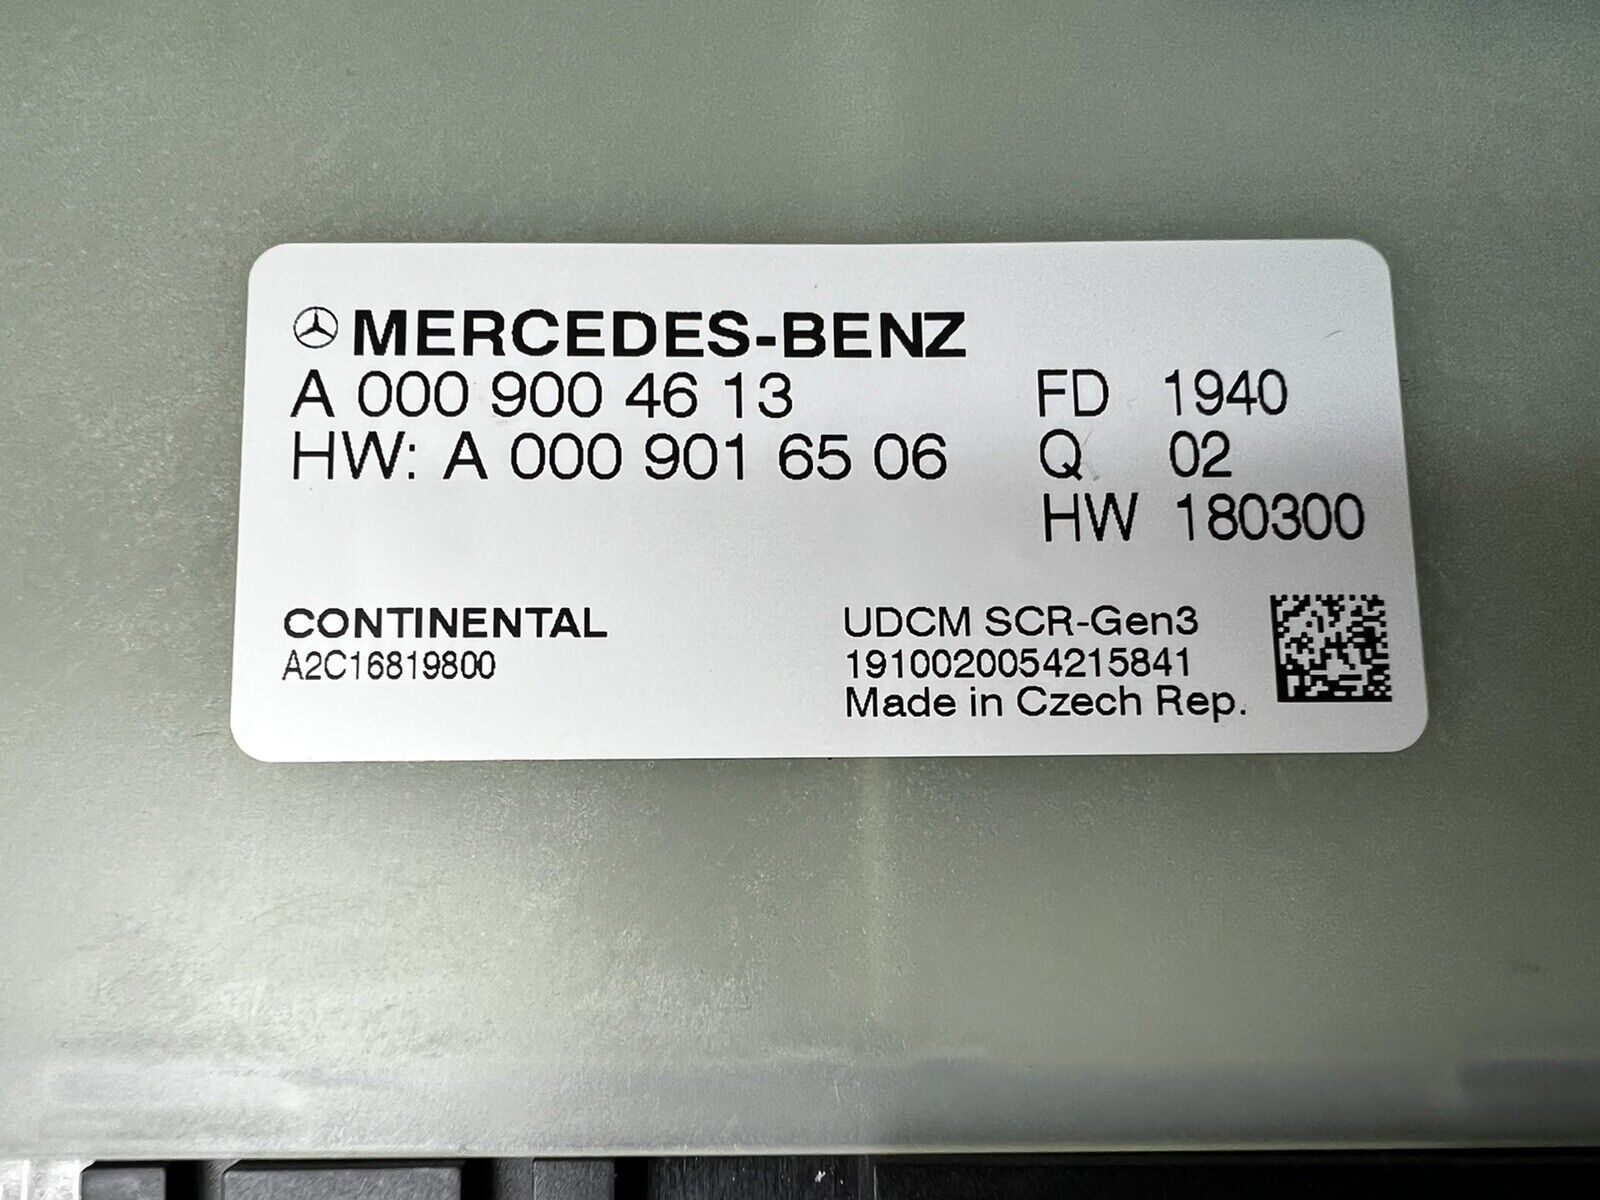 MERCEDES-BENZ
A 000 900 46 13 FD 1940
HW: A 000 901 65 06 Q 02
HW 180300
CONTINENTAL UDCM SCR-Gen3
A2C16819800 1910020054215841
Made in Czech Rep.